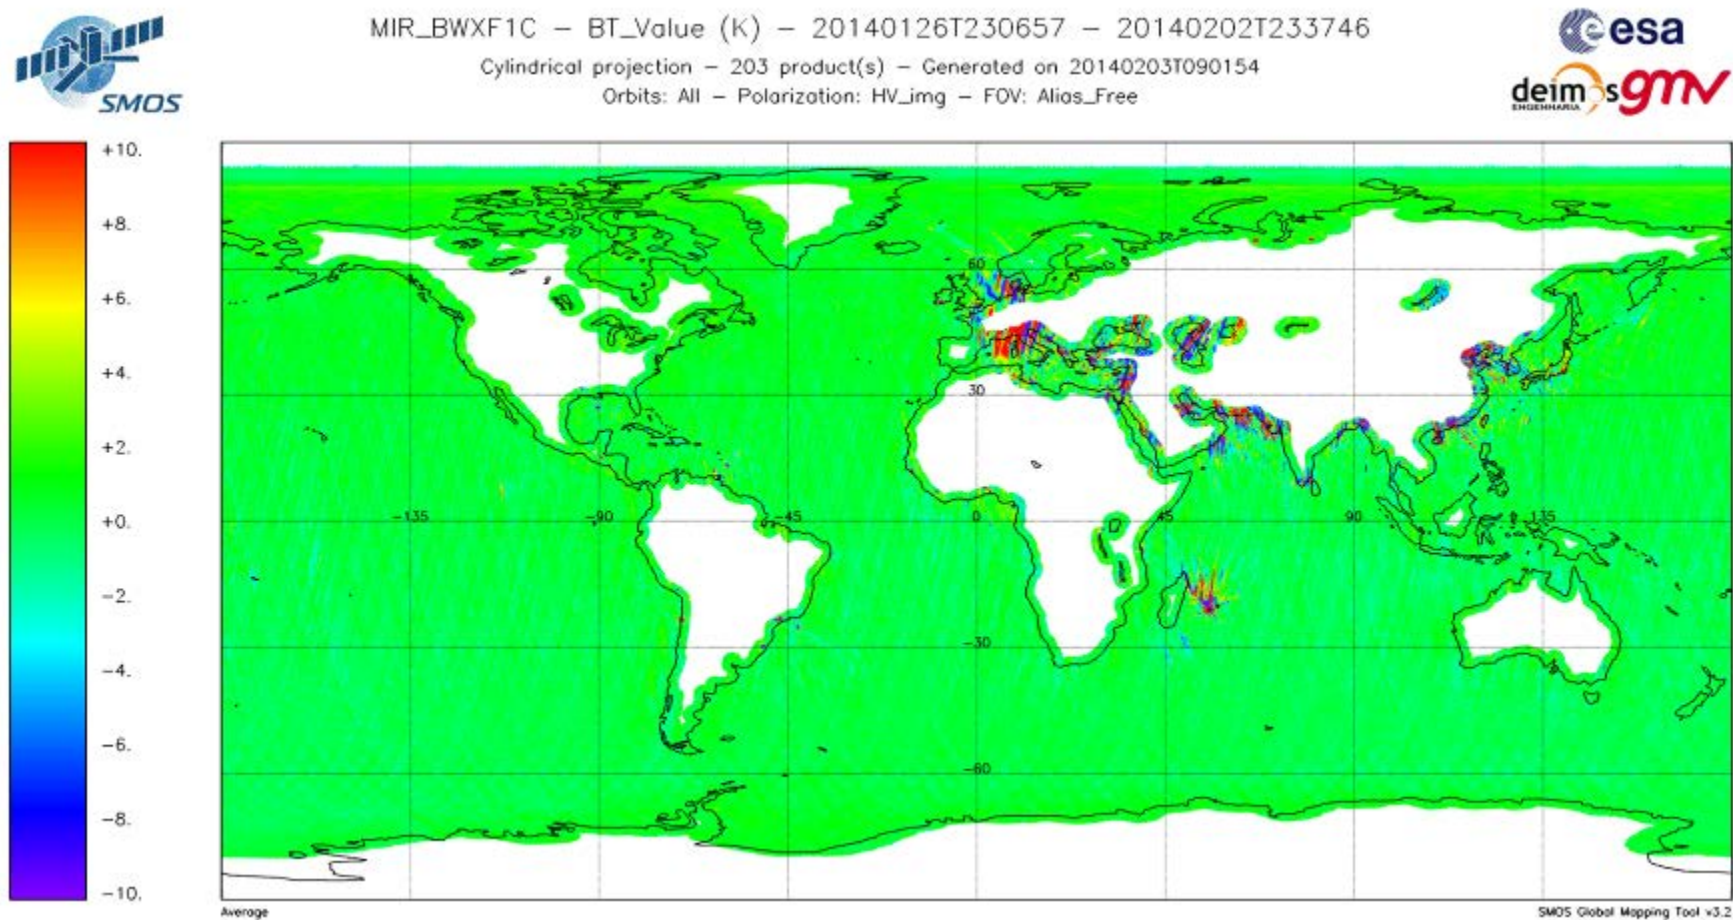 MIR_BWXF1C – BT_Value (K) – 20140126T230657 – 20140202T233746
Cylindrical projection – 203 product(s) – Generated on 20140203T090154
Orbits: All – Polarization: HV_img – FOV: Alias_Free
SMOS
esa
deimos
ENGENHARIA
gmv
+10.
+8.
+6.
+4.
+2.
+0.
−2.
−4.
−6.
−8.
−10.
60
30
−135
−90
−45
0
45
90
135
−30
−60
Average
SMOS Global Mapping Tool v3.2